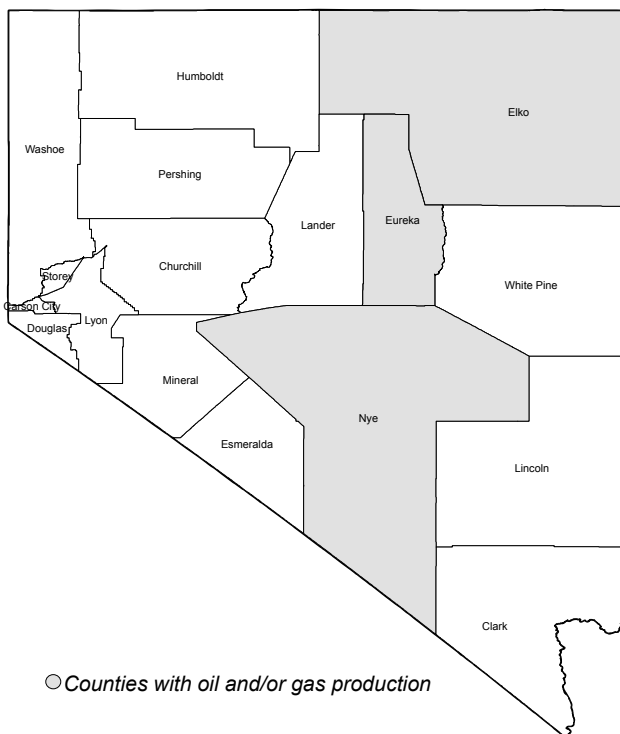 Humboldt
Elko
Washoe
Pershing
Lander
Eureka
Churchill
Storey
White Pine
Carson City
Lyon
Douglas
Mineral
Nye
Esmeralda
Lincoln
Clark
Counties with oil and/or gas production